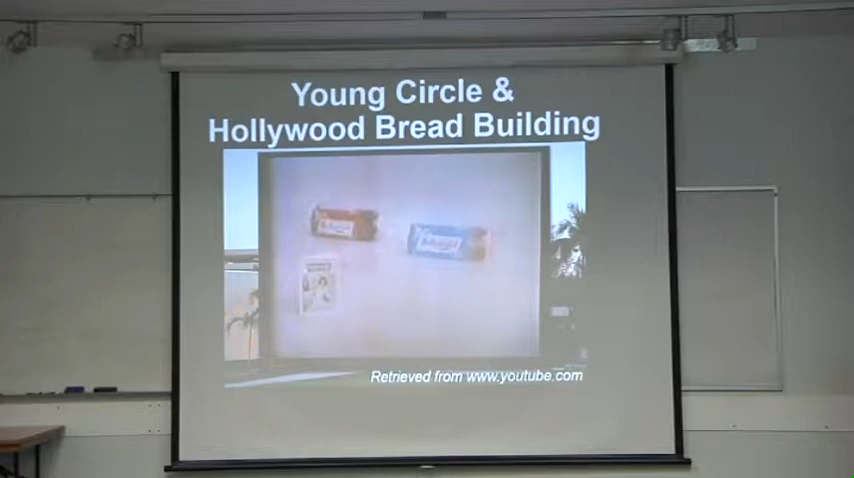 Young Circle &
Hollywood Bread Building
Retrieved from www.youtube.com